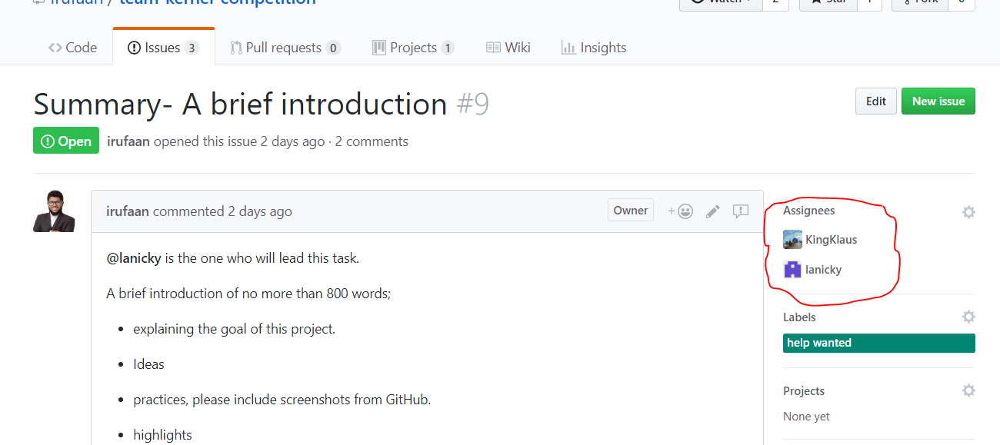 irufaan / team-kernel-competition
Watch 2 Star 1 Fork 0
Code Issues 3 Pull requests 0 Projects 1 Wiki Insights
Summary- A brief introduction #9
Edit New issue
Open irufaan opened this issue 2 days ago · 2 comments
irufaan commented 2 days ago Owner +
@lanicky is the one who will lead this task.
A brief introduction of no more than 800 words;
• explaining the goal of this project.
• Ideas
• practices, please include screenshots from GitHub.
• highlights
Assignees
KingKlaus
lanicky
Labels
help wanted
Projects
None yet